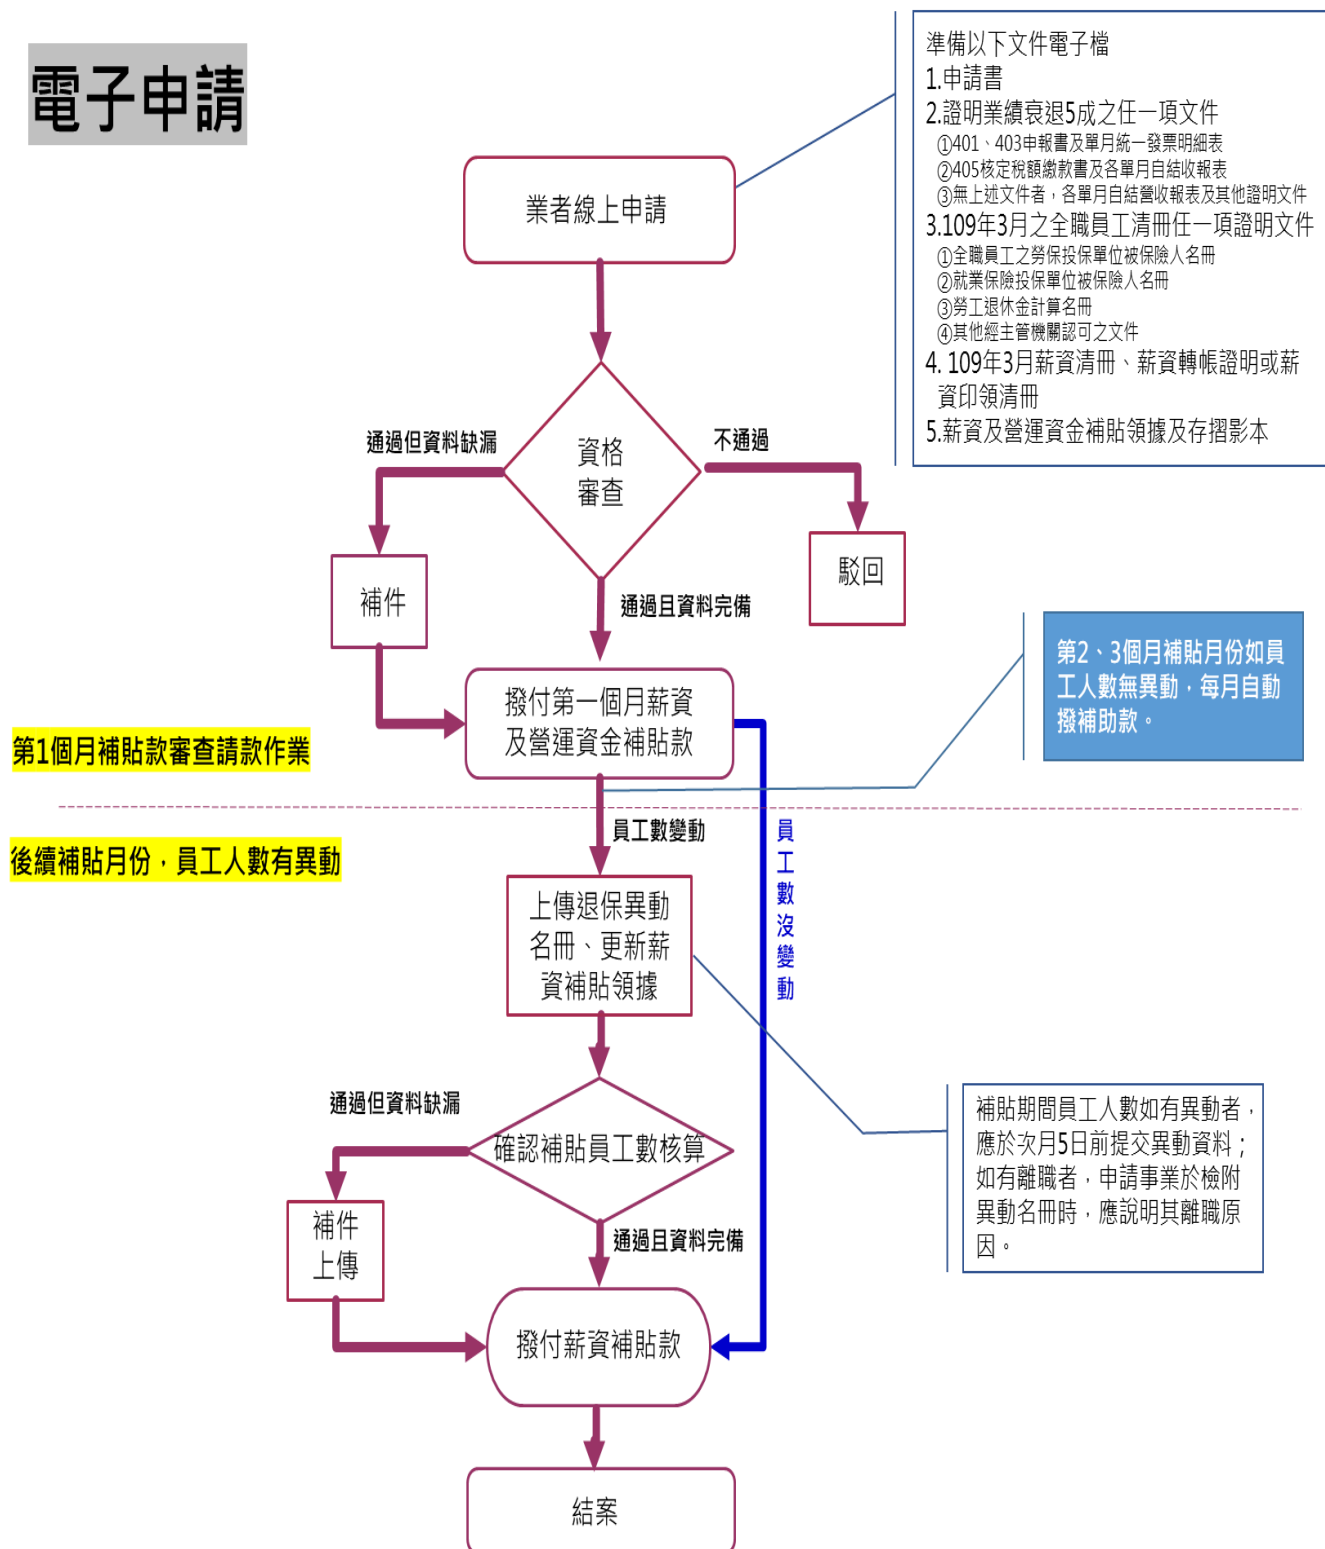 電子申請
準備以下文件電子檔
1.申請書
2.證明業績衰退5成之任一項文件
①401、403申報書及單月統一發票明細表
②405核定稅額繳款書及各單月自結收報表
③無上述文件者，各單月自結營收報表及其他證明文件
3.109年3月之全職員工清冊任一項證明文件
①全職員工之勞保投保單位被保險人名冊
②就業保險投保單位被保險人名冊
③勞工退休金計算名冊
④其他經主管機關認可之文件
4. 109年3月薪資清冊、薪資轉帳證明或薪
資印領清冊
5.薪資及營運資金補貼領據及存摺影本
業者線上申請
資格
審查
通過但資料缺漏
不通過
補件
駁回
通過且資料完備
撥付第一個月薪資
及營運資金補貼款
第2、3個月補貼月份如員
工人數無異動，每月自動
撥補助款。
第1個月補貼款審查請款作業
後續補貼月份，員工人數有異動
員工數變動
員工數沒變動
上傳退保異動
名冊、更新薪
資補貼領據
通過但資料缺漏
確認補貼員工數核算
補件
上傳
通過且資料完備
補貼期間員工人數如有異動者，
應於次月5日前提交異動資料；
如有離職者，申請事業於檢附
異動名冊時，應說明其離職原
因。
撥付薪資補貼款
結案